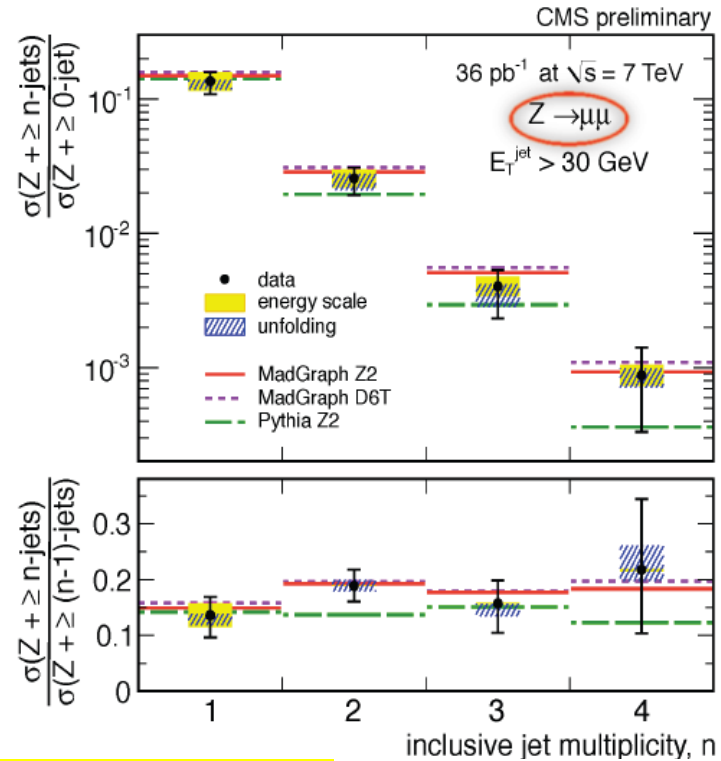 CMS preliminary
36 pb⁻¹ at √s = 7 TeV
Z →μμ
E_T^jet > 30 GeV
σ(Z + ≥ n-jets)
σ(Z + ≥ 0-jet)
10⁻¹
10⁻²
10⁻³
data
energy scale
unfolding
MadGraph Z2
MadGraph D6T
Pythia Z2
σ(Z + ≥ n-jets)
σ(Z + ≥ (n-1)-jets)
0.3
0.2
0.1
0
1 2 3 4
inclusive jet multiplicity, n